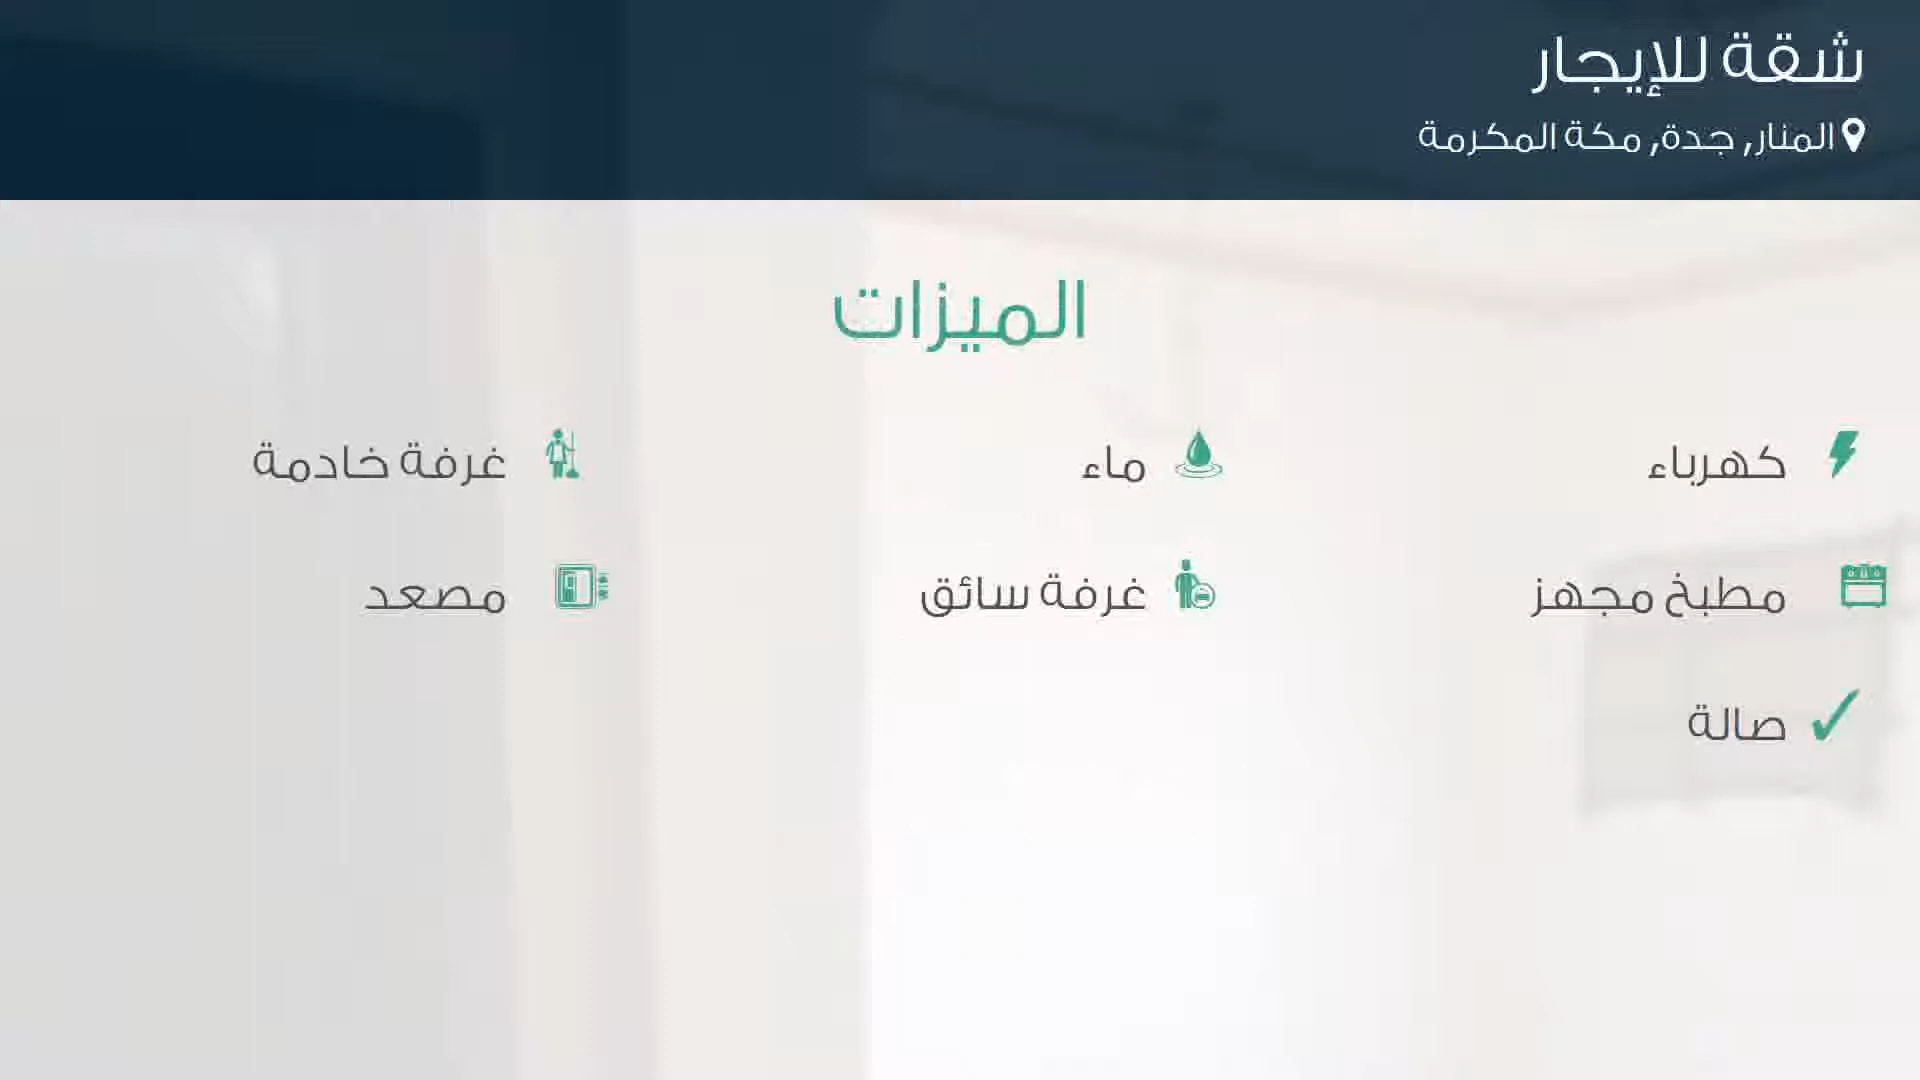 شقة للإيجار
المنار, جدة, مكة المكرمة
الميزات
كهرباء
ماء
غرفة خادمة
مطبخ مجهز
غرفة سائق
مصعد
صالة